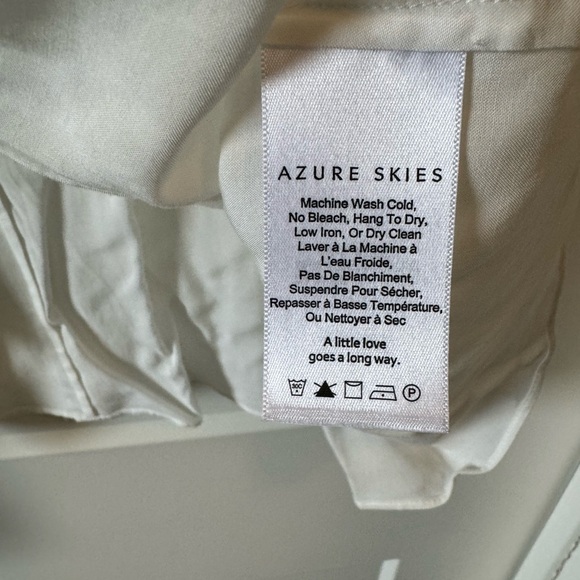 AZURE SKIES
Machine Wash Cold,
No Bleach, Hang To Dry,
Low Iron, Or Dry Clean
Laver à La Machine à
L'eau Froide,
Pas De Blanchiment,
Suspendre Pour Sécher,
Repasser à Basse Température,
Ou Nettoyer à Sec
A little love
goes a long way.
30C P